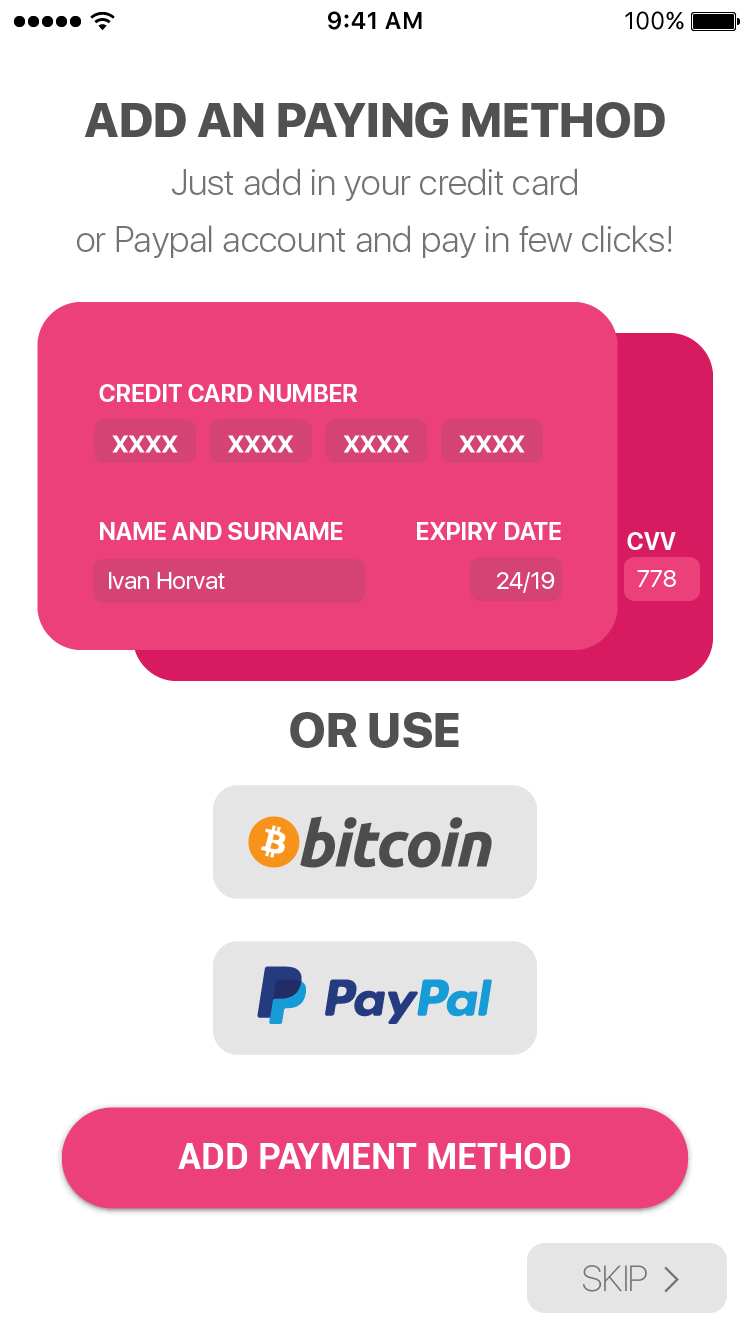 9:41 AM 100%
ADD AN PAYING METHOD
Just add in your credit card
or Paypal account and pay in few clicks!
CREDIT CARD NUMBER
XXXX XXXX XXXX XXXX
NAME AND SURNAME EXPIRY DATE CVV
Ivan Horvat 24/19 778
OR USE
bitcoin
PayPal
ADD PAYMENT METHOD
SKIP